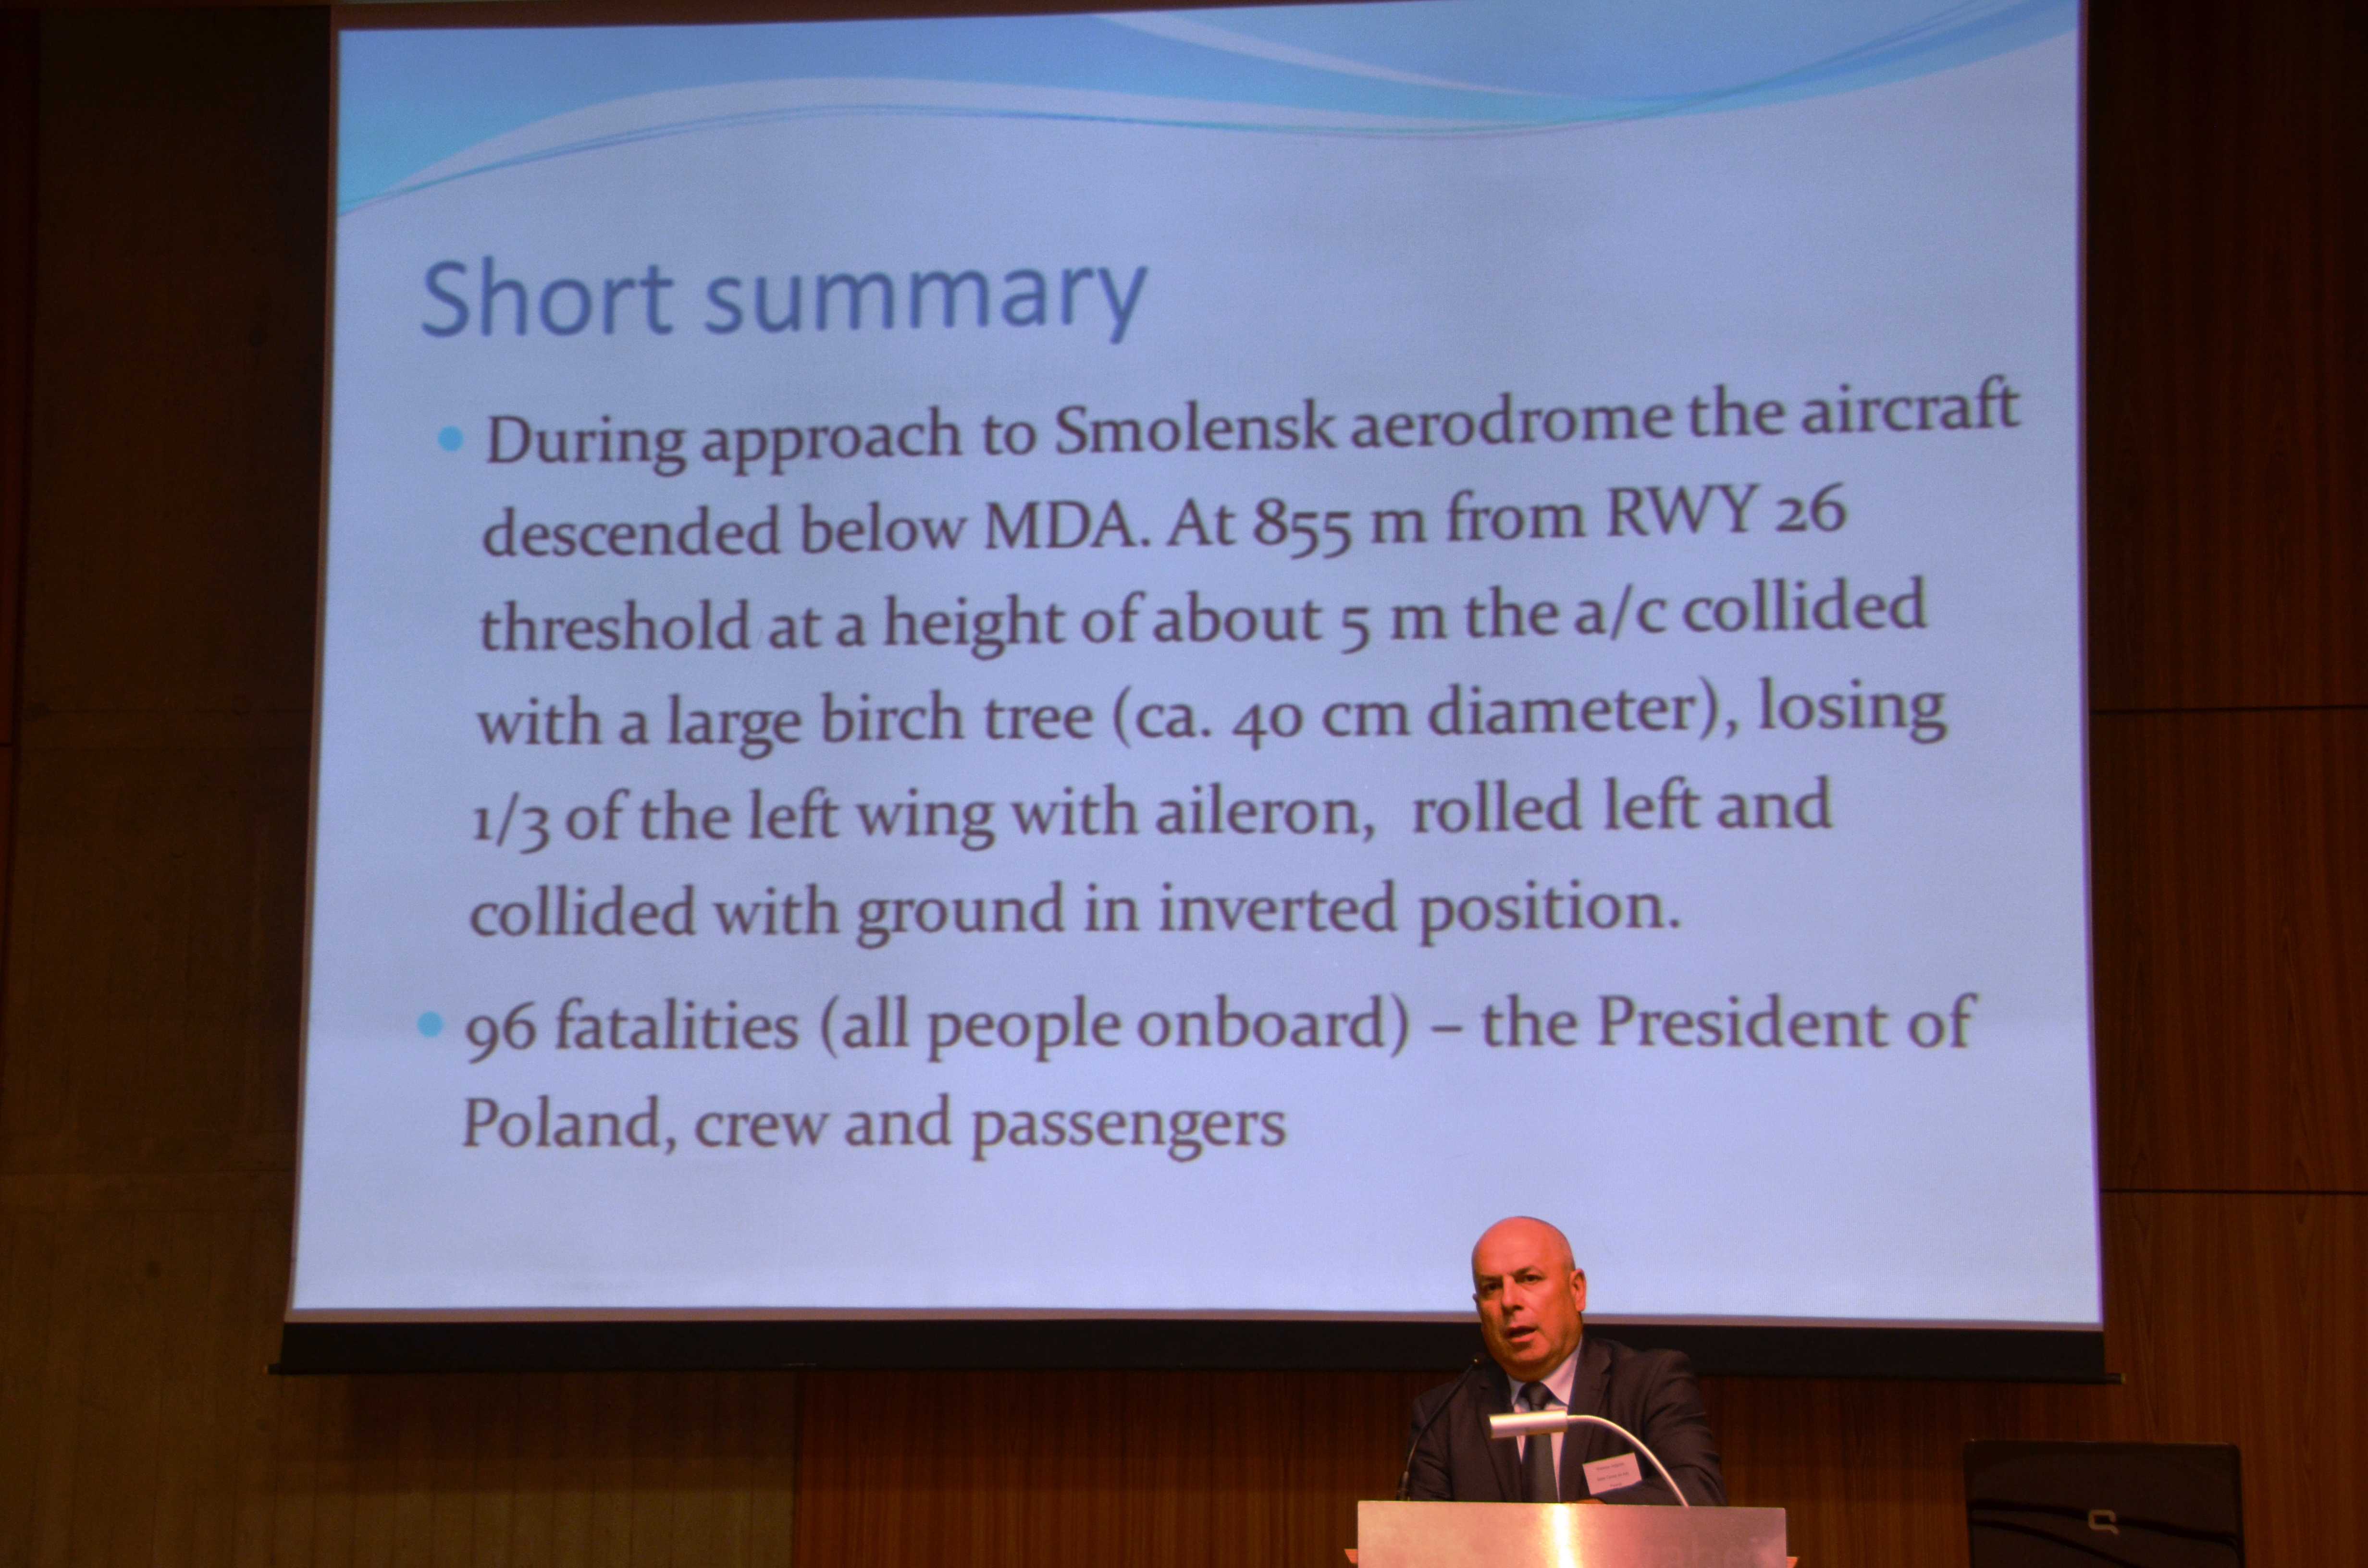 Short summary
• During approach to Smolensk aerodrome the aircraft
descended below MDA. At 855 m from RWY 26
threshold at a height of about 5 m the a/c collided
with a large birch tree (ca. 40 cm diameter), losing
1/3 of the left wing with aileron, rolled left and
collided with ground in inverted position.
• 96 fatalities (all people onboard) – the President of
Poland, crew and passengers